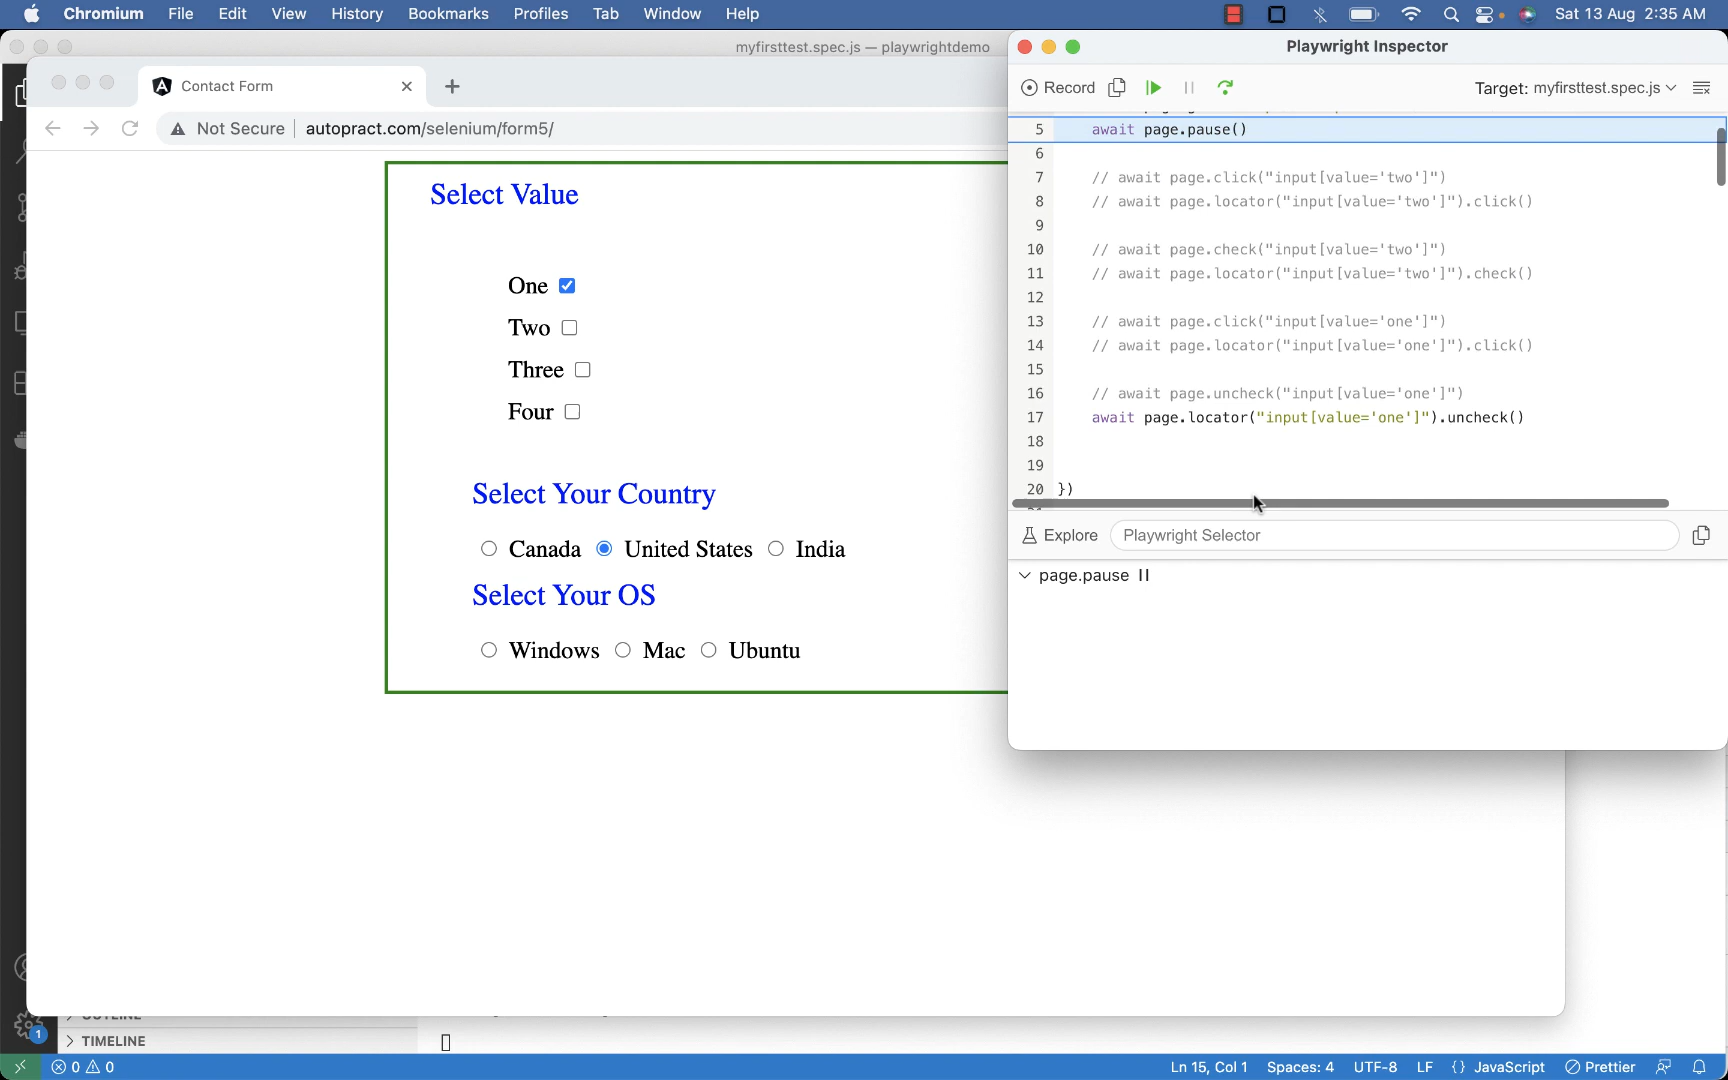 Chromium File Edit View History Bookmarks Profiles Tab Window Help Sat 13 Aug 2:35 AM
myfirsttest.spec.js — playwrightdemo
Contact Form
Not Secure autopract.com/selenium/form5/
Select Value
One
Two
Three
Four
Select Your Country
Canada United States India
Select Your OS
Windows Mac Ubuntu
Playwright Inspector
Record Target: myfirsttest.spec.js
5 await page.pause()
6
7 // await page.click("input[value='two']")
8 // await page.locator("input[value='two']").click()
9
10 // await page.check("input[value='two']")
11 // await page.locator("input[value='two']").check()
12
13 // await page.click("input[value='one']")
14 // await page.locator("input[value='one']").click()
15
16 // await page.uncheck("input[value='one']")
17 await page.locator("input[value='one']").uncheck()
18
19
20 })
Explore Playwright Selector
page.pause
OUTLINE
TIMELINE
1
0 0 Ln 15, Col 1 Spaces: 4 UTF-8 LF {} JavaScript Prettier